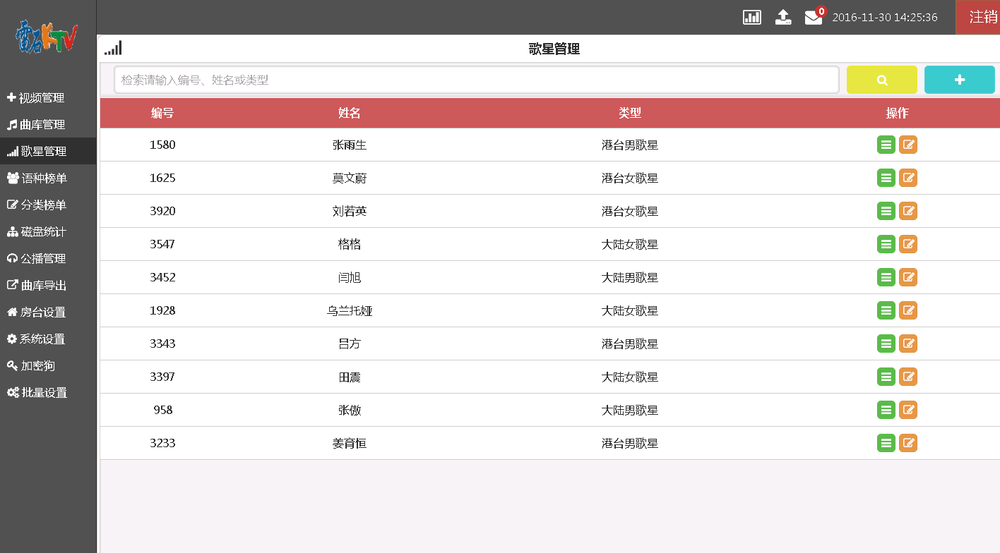 雷石KTV
0
2016-11-30 14:25:36
注销
歌星管理
检索请输入编号、姓名或类型
视频管理
曲库管理
歌星管理
语种榜单
分类榜单
磁盘统计
公播管理
曲库导出
房台设置
系统设置
加密狗
批量设置
编号 姓名 类型 操作
1580 张雨生 港台男歌星
1625 莫文蔚 港台女歌星
3920 刘若英 港台女歌星
3547 格格 大陆女歌星
3452 闫旭 大陆男歌星
1928 乌兰托娅 大陆女歌星
3343 吕方 港台男歌星
3397 田震 大陆女歌星
958 张傲 大陆男歌星
3233 姜育恒 港台男歌星